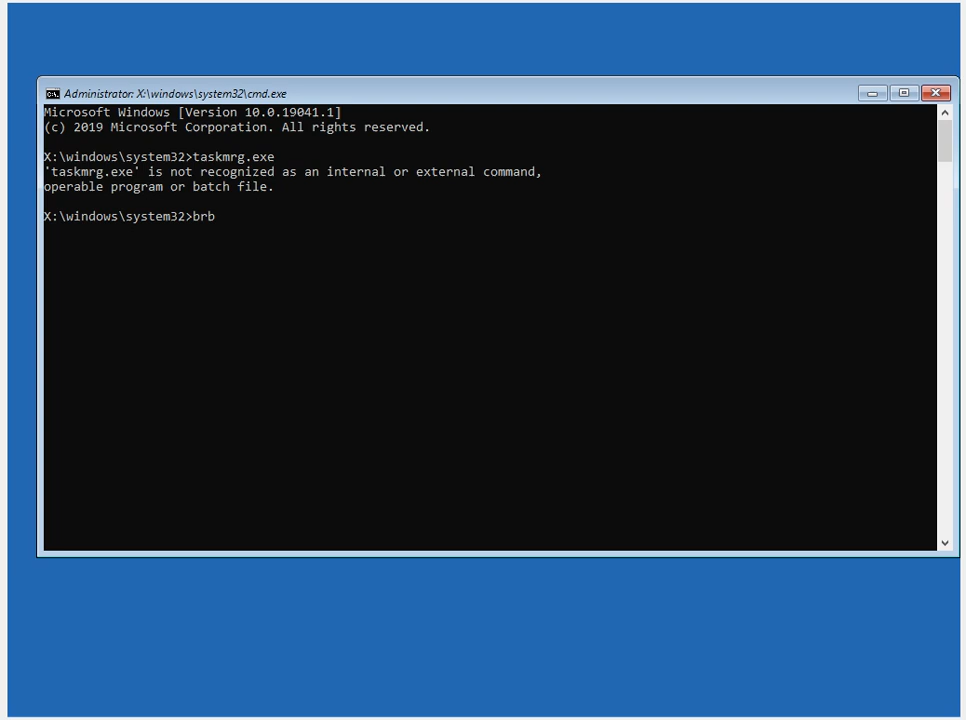 Administrator: X:\windows\system32\cmd.exe
Microsoft Windows [Version 10.0.19041.1]
(c) 2019 Microsoft Corporation. All rights reserved.
X:\windows\system32>taskmrg.exe
'taskmrg.exe' is not recognized as an internal or external command,
operable program or batch file.
X:\windows\system32>brb